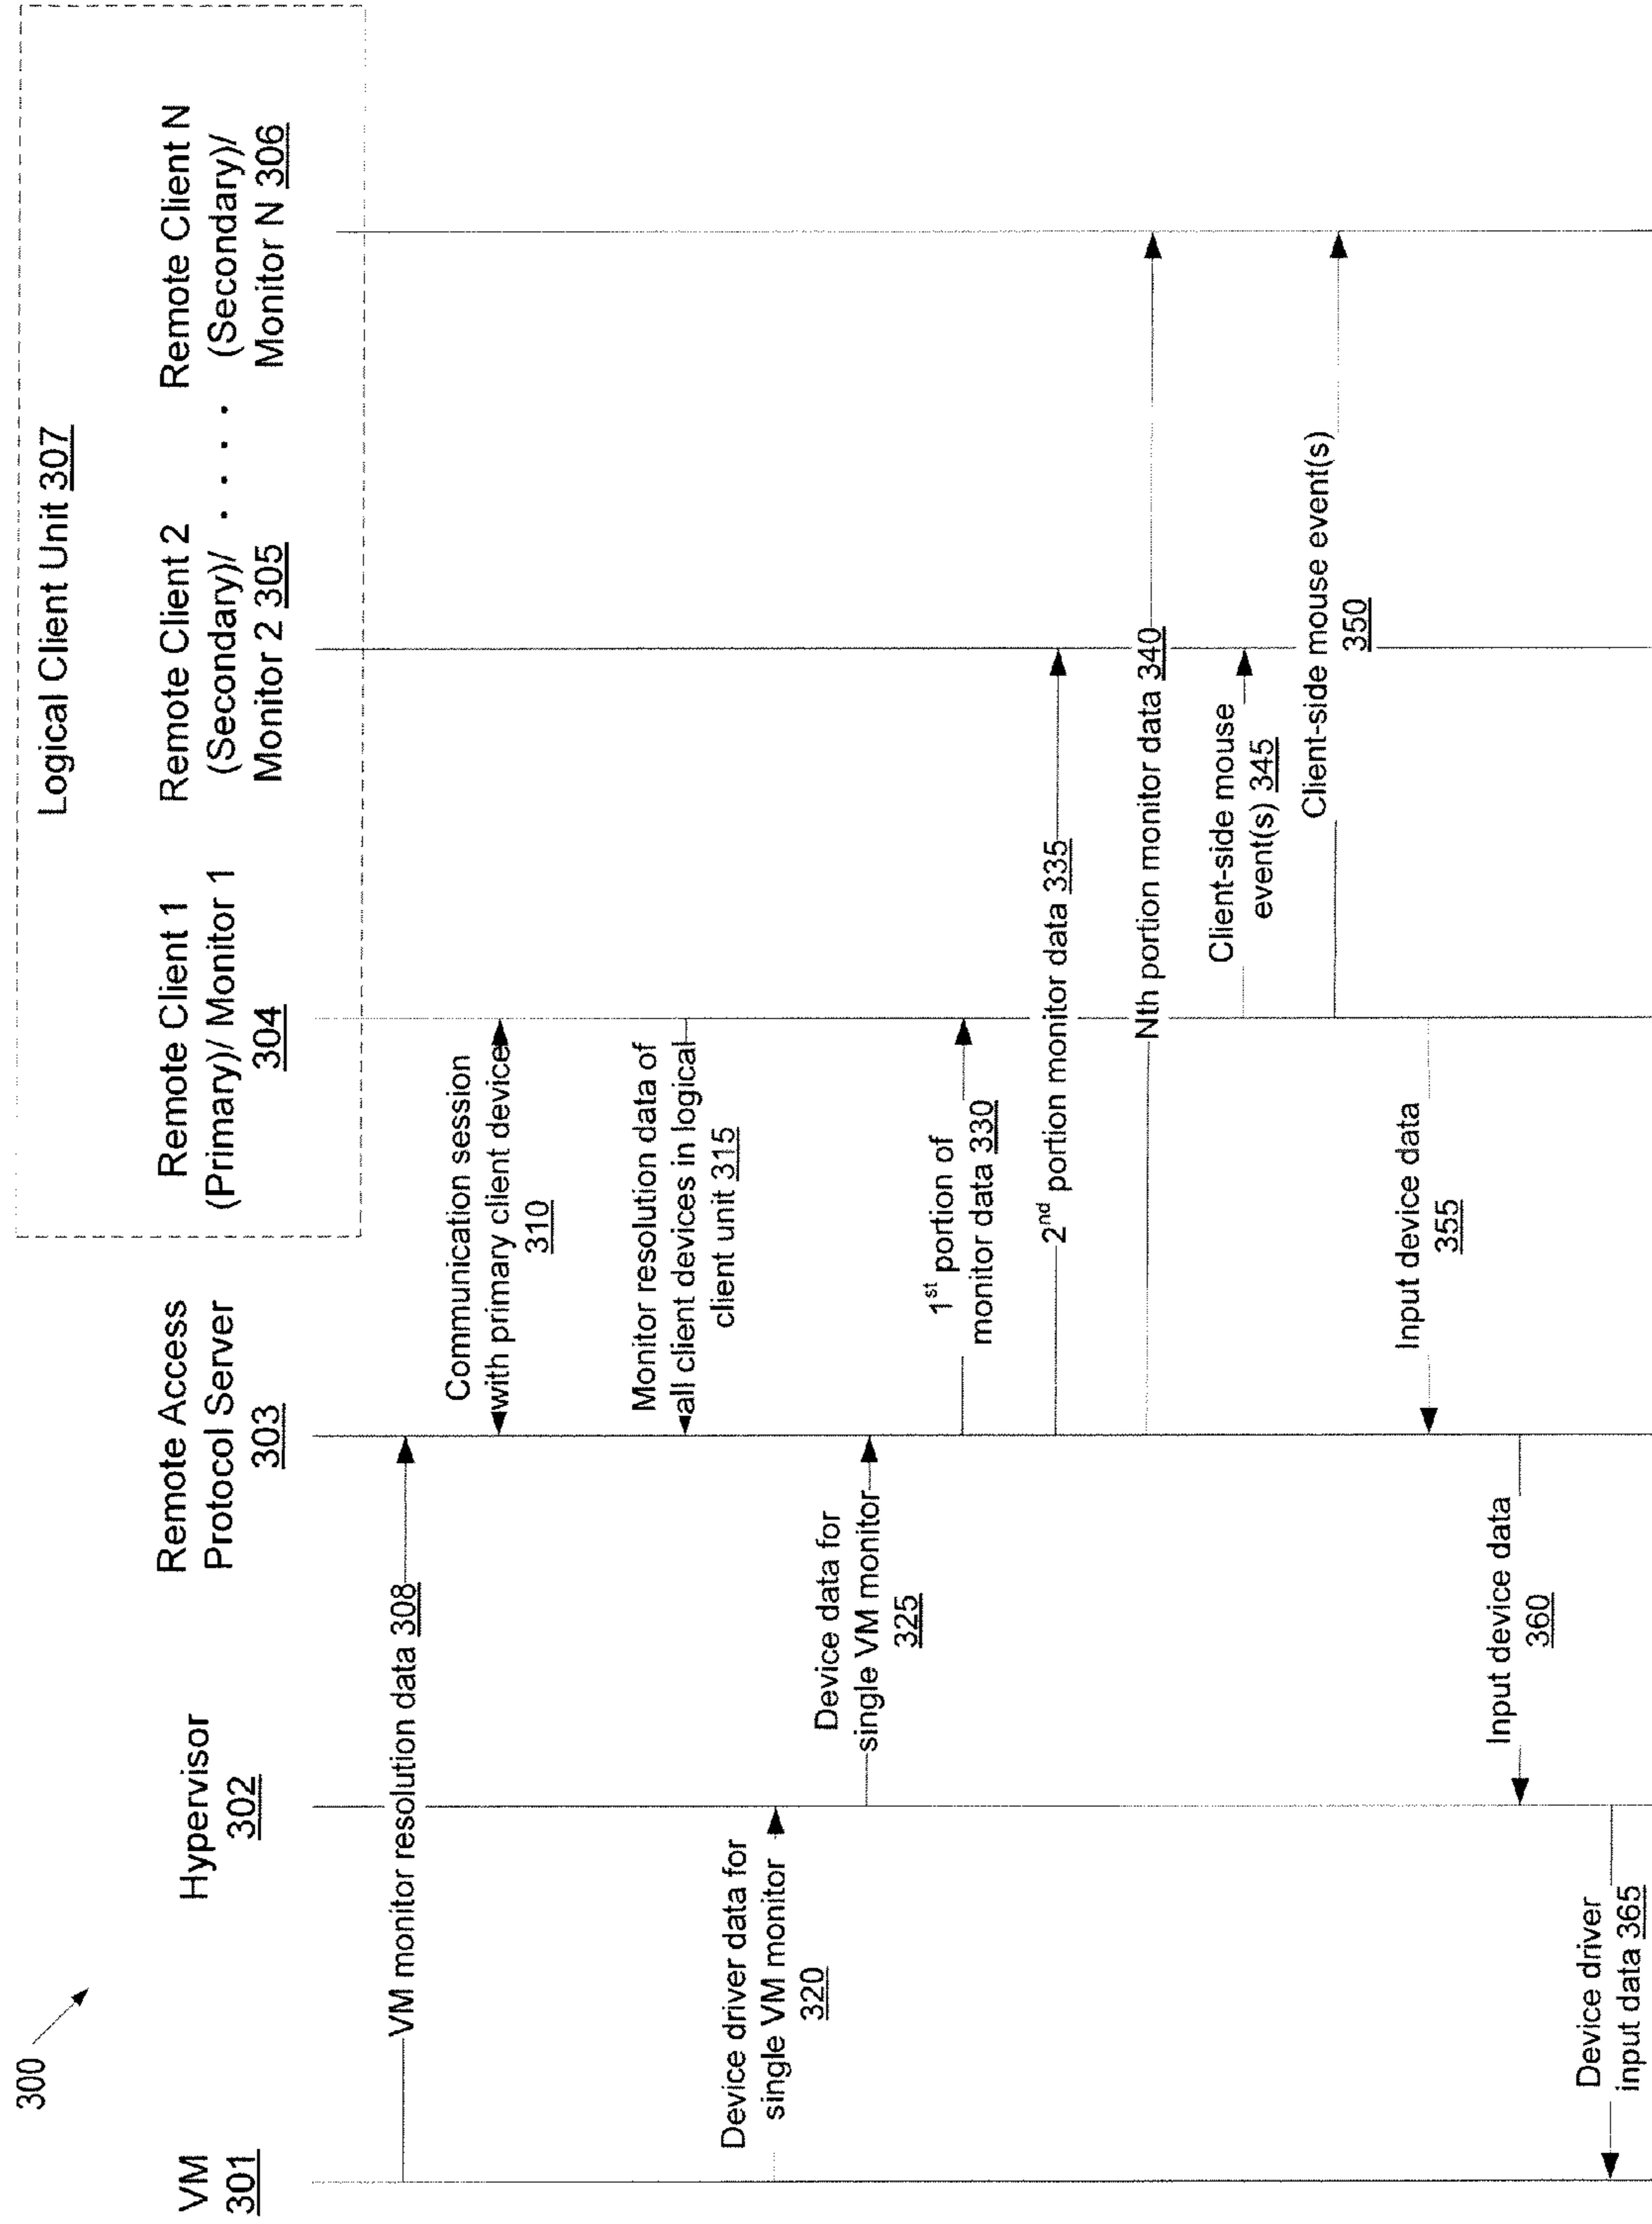 300
Logical Client Unit 307
VM
301
Hypervisor
302
Remote Access
Protocol Server
303
Remote Client 1
(Primary)/ Monitor 1
304
Remote Client 2
(Secondary)/
Monitor 2 305
. . . . .
Remote Client N
(Secondary)/
Monitor N 306
VM monitor resolution data 308
Communication session
with primary client device
310
Monitor resolution data of
all client devices in logical
client unit 315
Device driver data for
single VM monitor
320
Device data for
single VM monitor
325
1st portion of
monitor data 330
2nd portion monitor data 335
Nth portion monitor data 340
Client-side mouse
event(s) 345
Client-side mouse event(s)
350
Input device data
355
Input device data
360
Device driver
input data 365